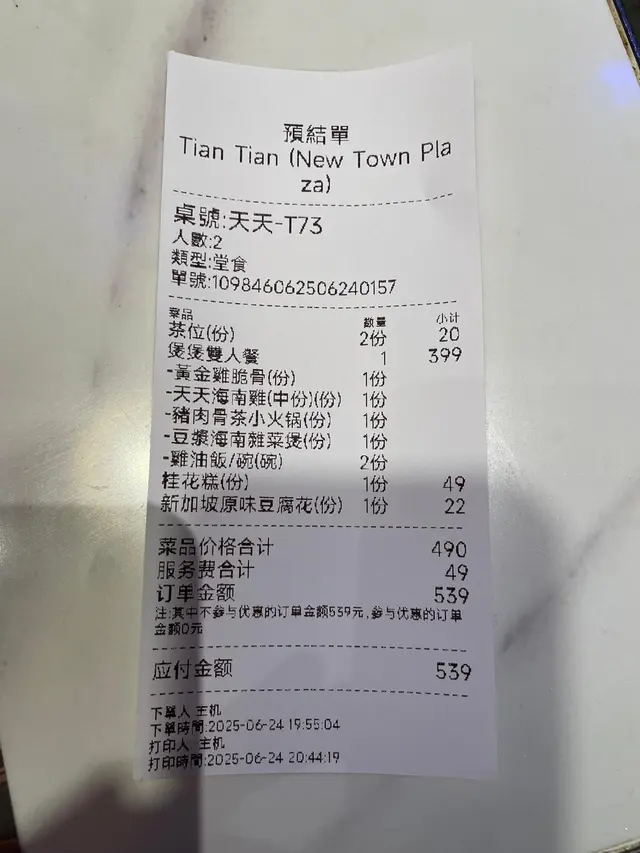 預結單
Tian Tian (New Town Pla
za)
桌號:天天-T73
人數:2
類型:堂食
單號:109846062506240157
菜品 数量 小计
茶位(份) 2份 20
煲煲雙人餐 1 399
-黃金雞脆骨(份) 1份
-天天海南雞(中份)(份) 1份
-豬肉骨茶小火锅(份) 1份
-豆漿海南雜菜煲(份) 1份
-雞油飯/碗(碗) 2份
桂花糕(份) 1份 49
新加坡原味豆腐花(份) 1份 22
菜品价格合计 490
服务费合计 49
订单金额 539
注:其中不参与优惠的订单金额539元,参与优惠的订单
金额0元
应付金额 539
下單人 主机
下單時間:2025-06-24 19:55:04
打印人 主机
打印時間:2025-06-24 20:44:19